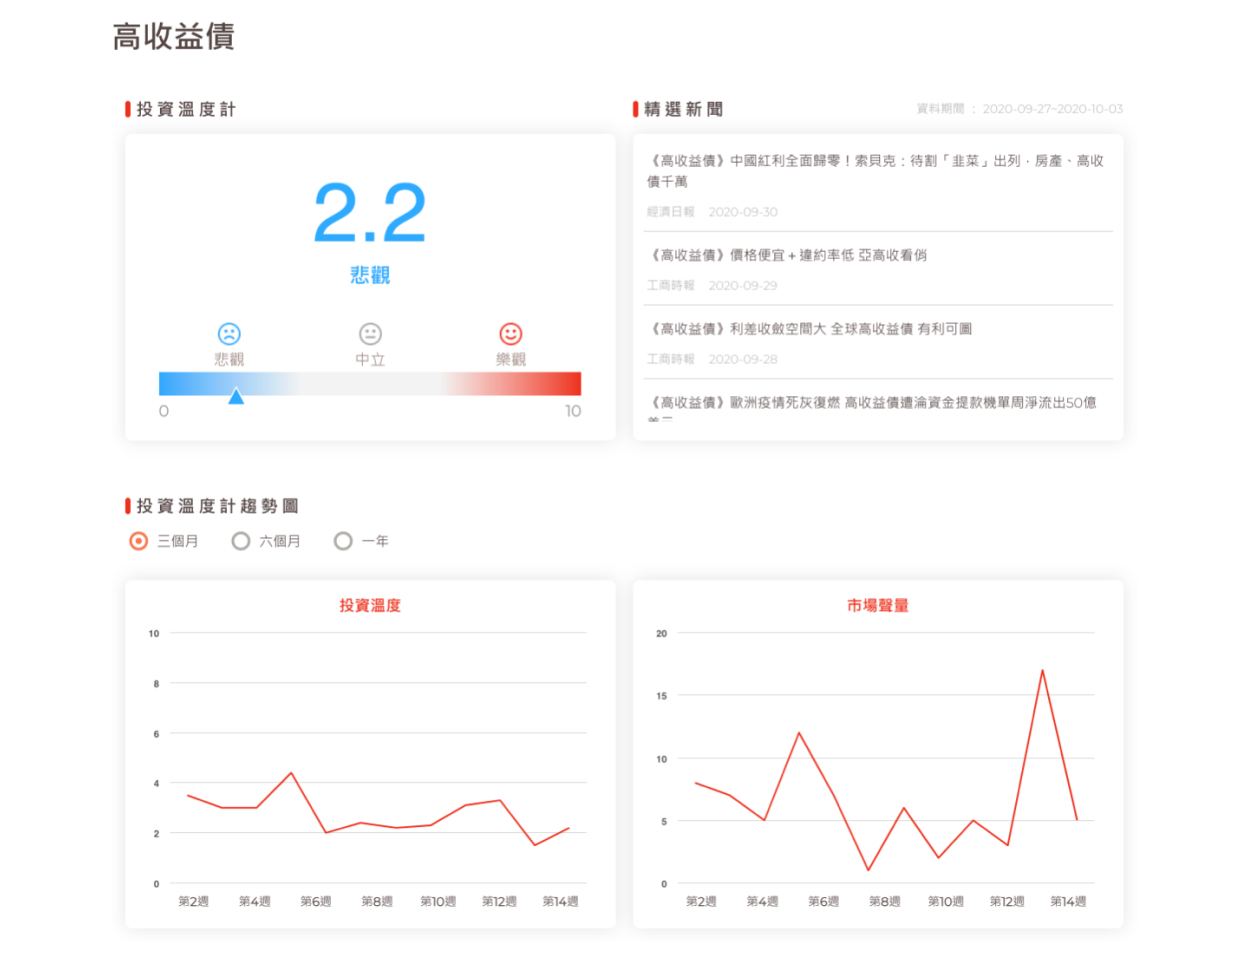 高收益債
投資溫度計
2.2
悲觀
悲觀 中立 樂觀
0 10
精選新聞 資料期間 : 2020-09-27~2020-10-03
《高收益債》中國紅利全面歸零！索貝克：待割「韭菜」出列．房產、高收
債千萬
經濟日報 2020-09-30
《高收益債》價格便宜＋違約率低 亞高收看俏
工商時報 2020-09-29
《高收益債》利差收斂空間大 全球高收益債 有利可圖
工商時報 2020-09-28
《高收益債》歐洲疫情死灰復燃 高收益債遭淪資金提款機單周淨流出50億
投資溫度計趨勢圖
三個月 六個月 一年
投資溫度
10
8
6
4
2
0
第2週 第4週 第6週 第8週 第10週 第12週 第14週
市場聲量
20
15
10
5
0
第2週 第4週 第6週 第8週 第10週 第12週 第14週